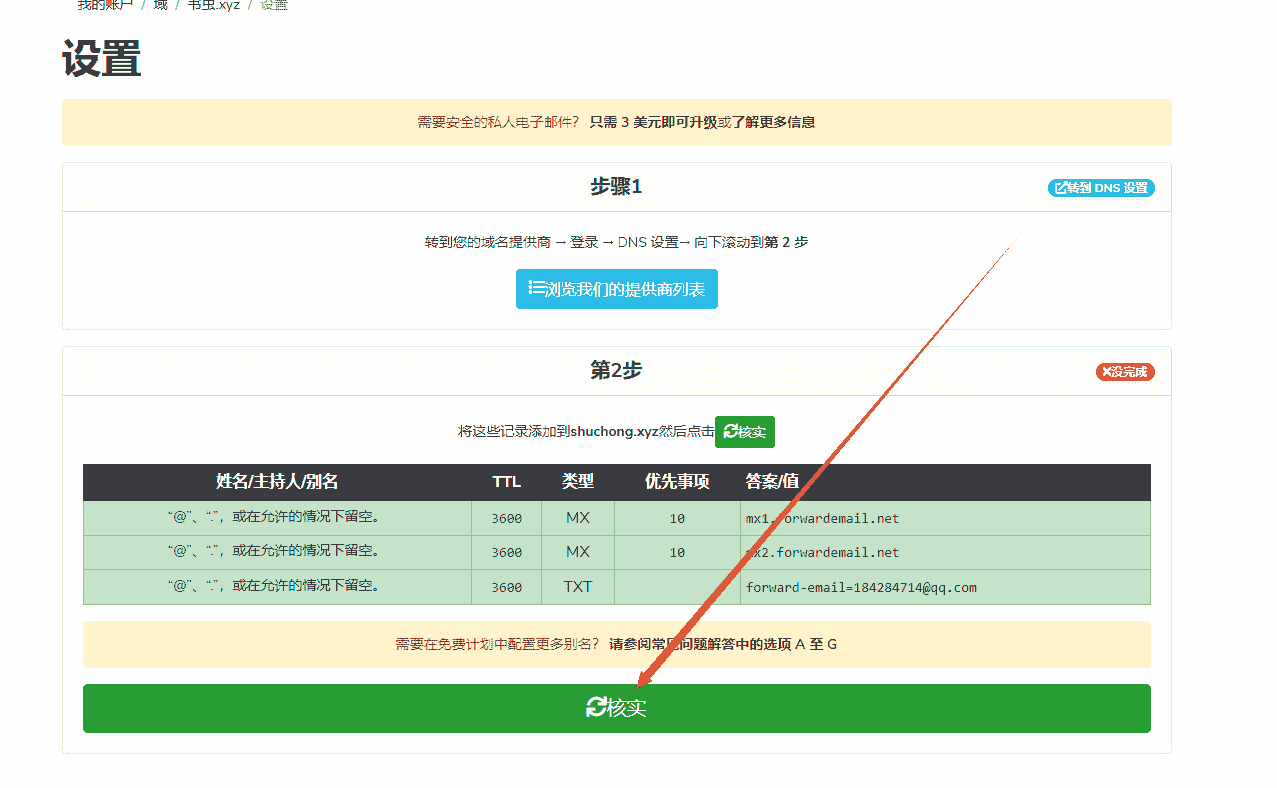 我的账户 / 域 / 书虫.xyz / 设置
设置
需要安全的私人电子邮件? 只需 3 美元即可升级或了解更多信息
步骤1
转到 DNS 设置
转到您的域名提供商 → 登录 → DNS 设置→ 向下滚动到第 2 步
浏览我们的提供商列表
第2步
没完成
将这些记录添加到shuchong.xyz然后点击 核实
姓名/主持人/别名 TTL 类型 优先事项 答案/值
“@”、“.”，或在允许的情况下留空。 3600 MX 10 mx1.forwardemail.net
“@”、“.”，或在允许的情况下留空。 3600 MX 10 mx2.forwardemail.net
“@”、“.”，或在允许的情况下留空。 3600 TXT forward-email=184284714@qq.com
需要在免费计划中配置更多别名? 请参阅常见问题解答中的选项 A 至 G
核实